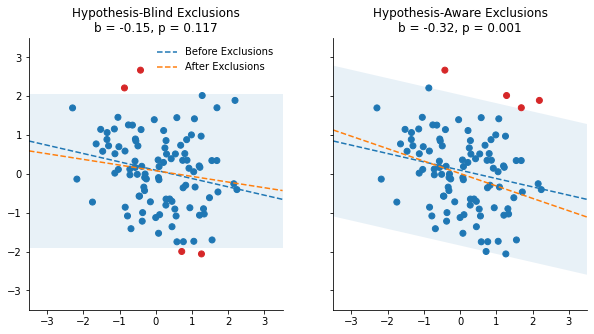 Hypothesis-Blind Exclusions
b = -0.15, p = 0.117
Before Exclusions
After Exclusions
3
2
1
0
−1
−2
−3
−3 −2 −1 0 1 2 3
Hypothesis-Aware Exclusions
b = -0.32, p = 0.001
−3 −2 −1 0 1 2 3